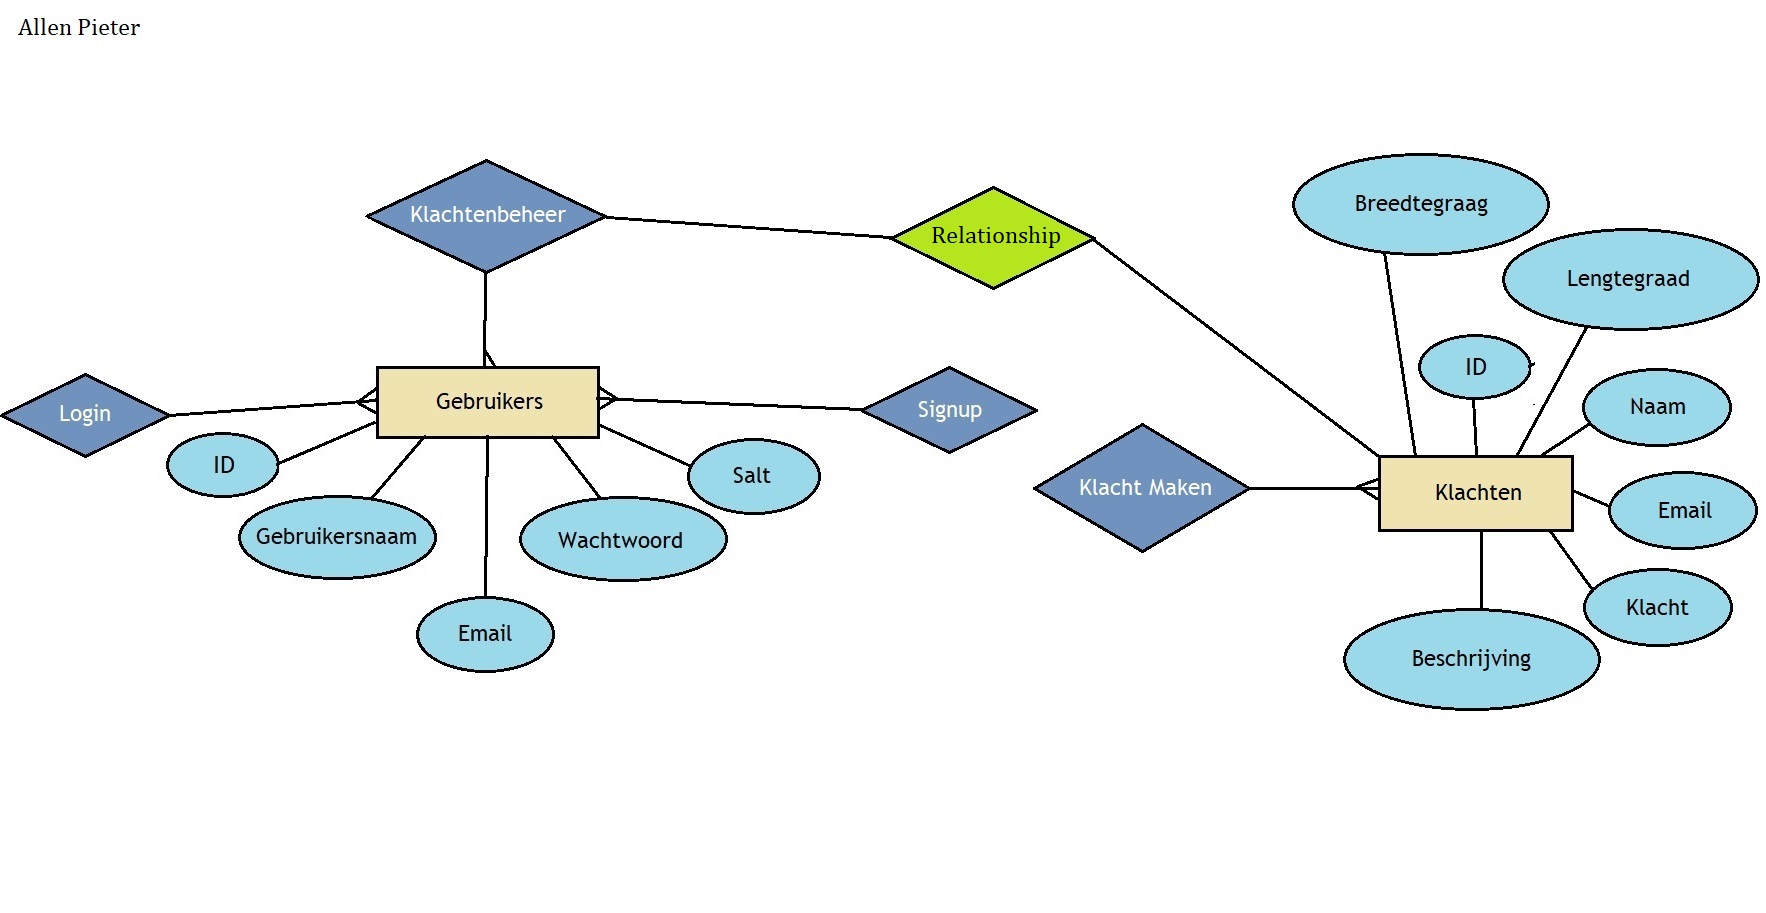 Allen Pieter
Klachtenbeheer
Relationship
Breedtegraag
Lengtegraad
ID
Naam
Login
Gebruikers
Signup
ID
Salt
Klacht Maken
Klachten
Email
Gebruikersnaam
Wachtwoord
Email
Klacht
Beschrijving